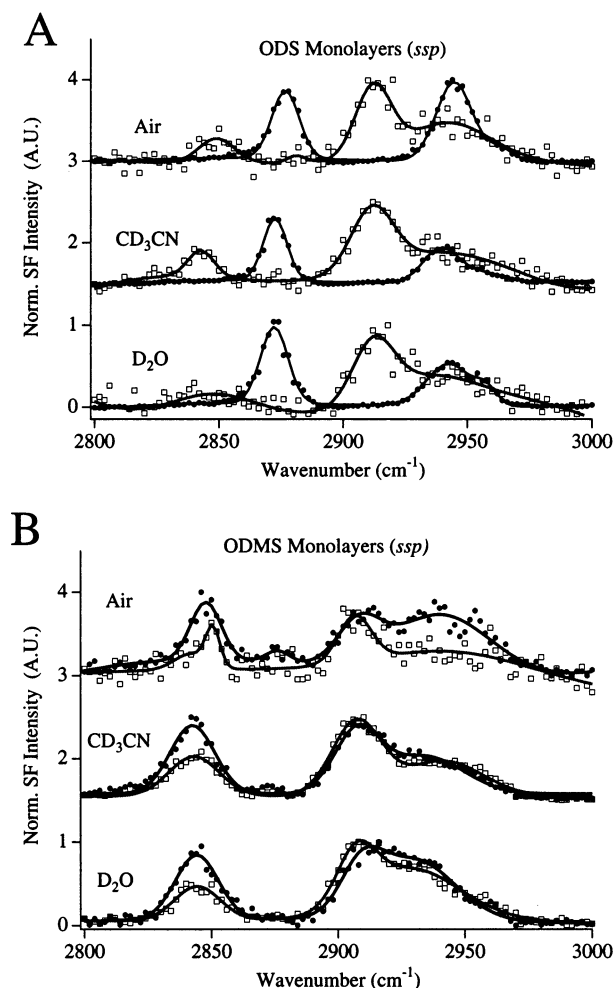 A
ODS Monolayers (ssp)
Norm. SF Intensity (A.U.)
4
3
2
1
0
Air
CD₃CN
D₂O
2800 2850 2900 2950 3000
Wavenumber (cm⁻¹)
B
ODMS Monolayers (ssp)
Norm. SF Intensity (A.U.)
4
3
2
1
0
Air
CD₃CN
D₂O
2800 2850 2900 2950 3000
Wavenumber (cm⁻¹)